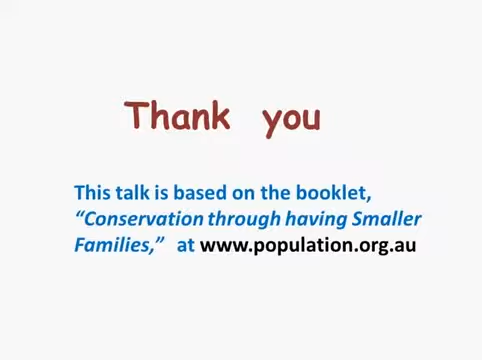 Thank you
This talk is based on the booklet,
“Conservation through having Smaller
Families,” at www.population.org.au